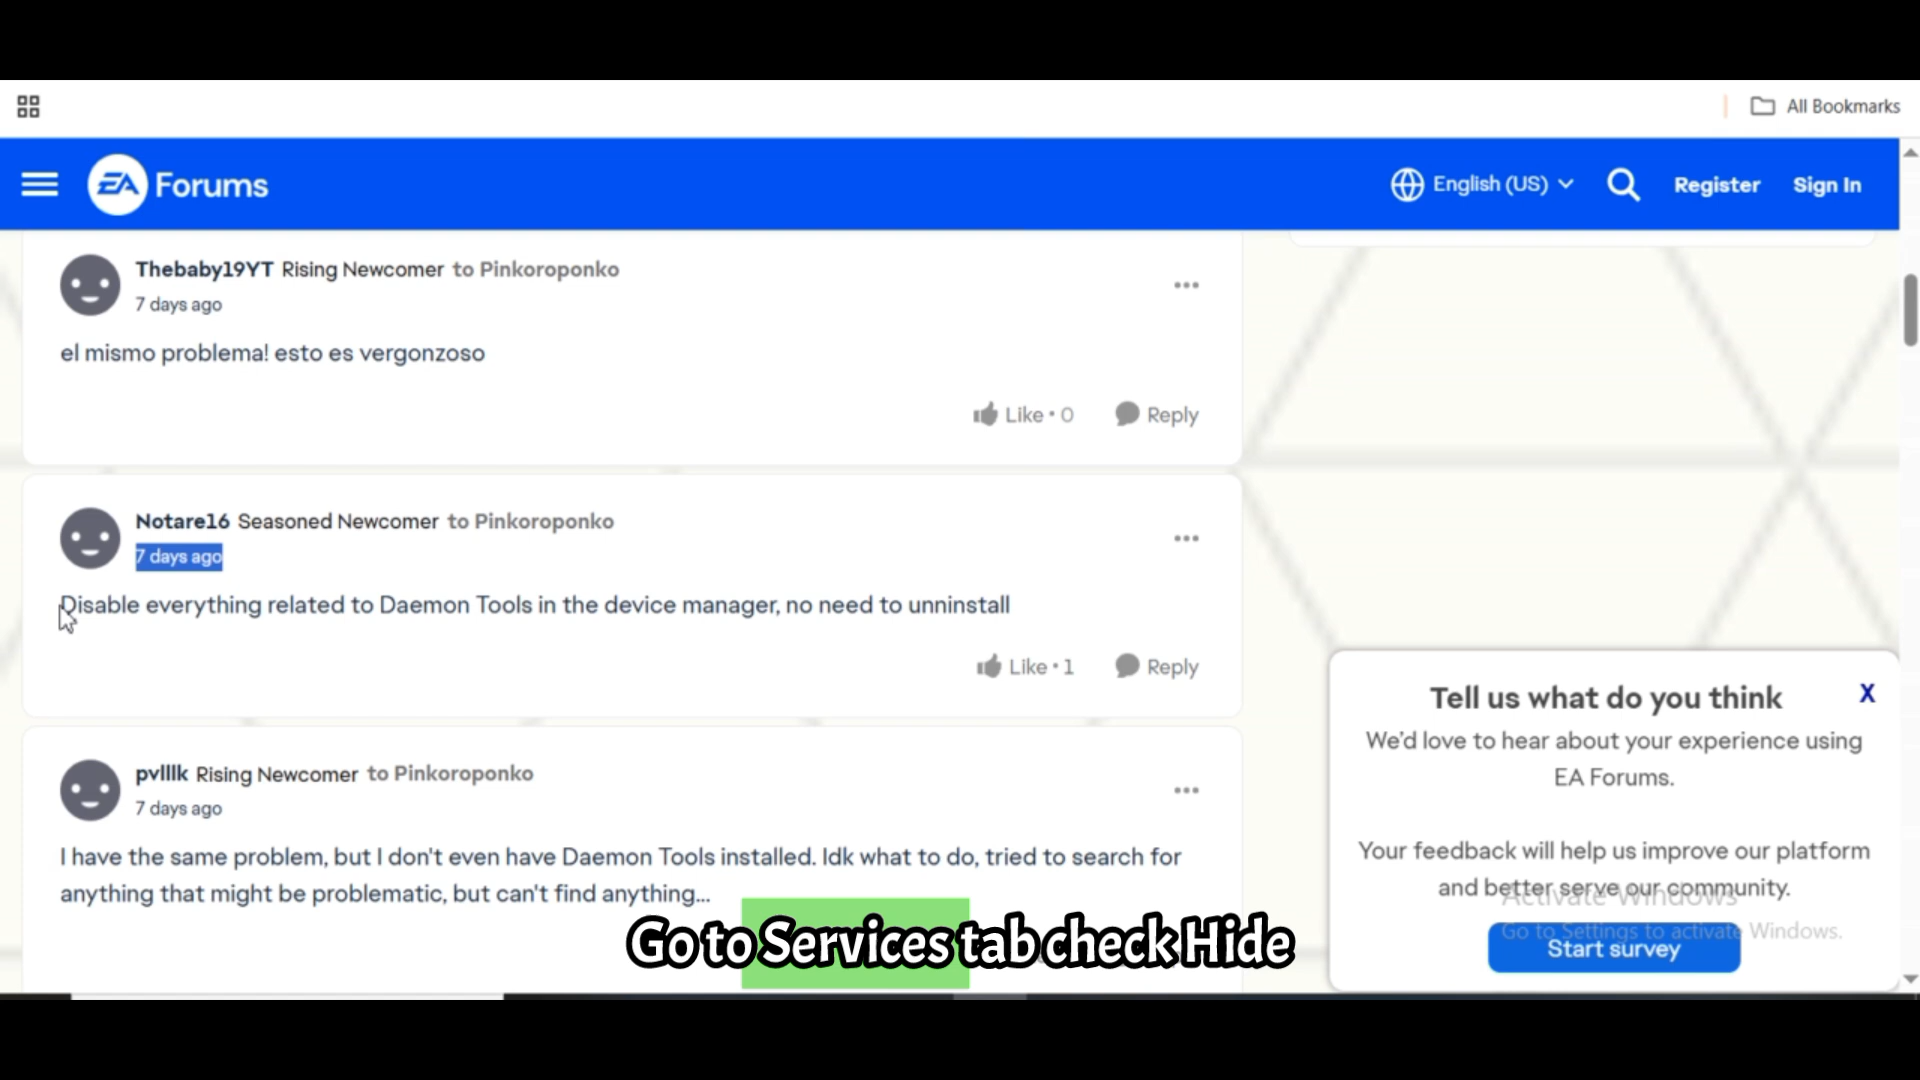 All Bookmarks
EA Forums
English (US)
Register
Sign In
Thebaby19YT Rising Newcomer to Pinkoroponko
7 days ago
el mismo problema! esto es vergonzoso
Like • 0
Reply
Notare16 Seasoned Newcomer to Pinkoroponko
7 days ago
Disable everything related to Daemon Tools in the device manager, no need to unninstall
Like • 1
Reply
pvlllk Rising Newcomer to Pinkoroponko
7 days ago
I have the same problem, but I don't even have Daemon Tools installed. Idk what to do, tried to search for
anything that might be problematic, but can't find anything...
Go to Services tab check Hide
Tell us what do you think
X
We'd love to hear about your experience using
EA Forums.
Your feedback will help us improve our platform
and better serve our community.
Activate Windows
Go to Settings to activate Windows.
Start survey